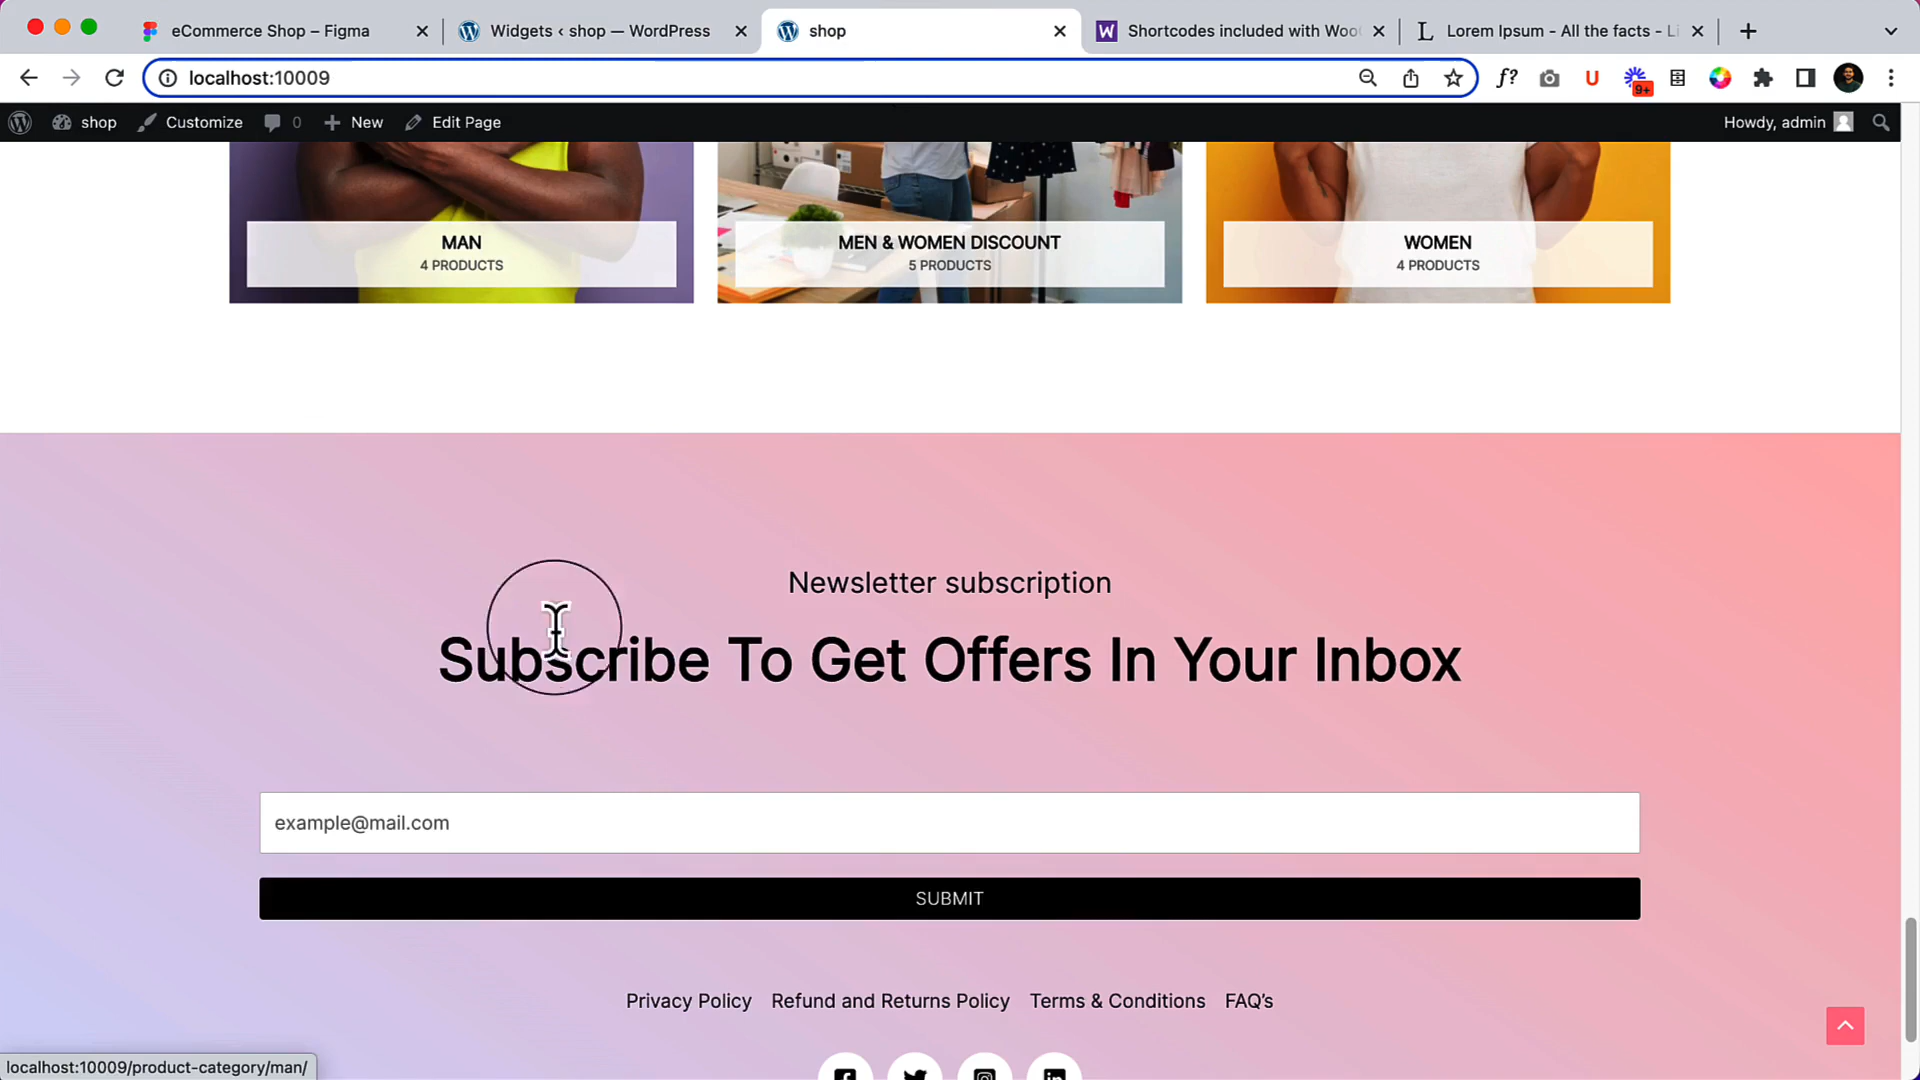 eCommerce Shop – Figma
Widgets ‹ shop — WordPress
shop
Shortcodes included with Woo
Lorem Ipsum - All the facts - Li
localhost:10009
f?
U
9+
shop
Customize
0
New
Edit Page
Howdy, admin
MAN
4 PRODUCTS
MEN & WOMEN DISCOUNT
5 PRODUCTS
WOMEN
4 PRODUCTS
Newsletter subscription
Subscribe To Get Offers In Your Inbox
example@mail.com
SUBMIT
Privacy Policy
Refund and Returns Policy
Terms & Conditions
FAQ's
localhost:10009/product-category/man/